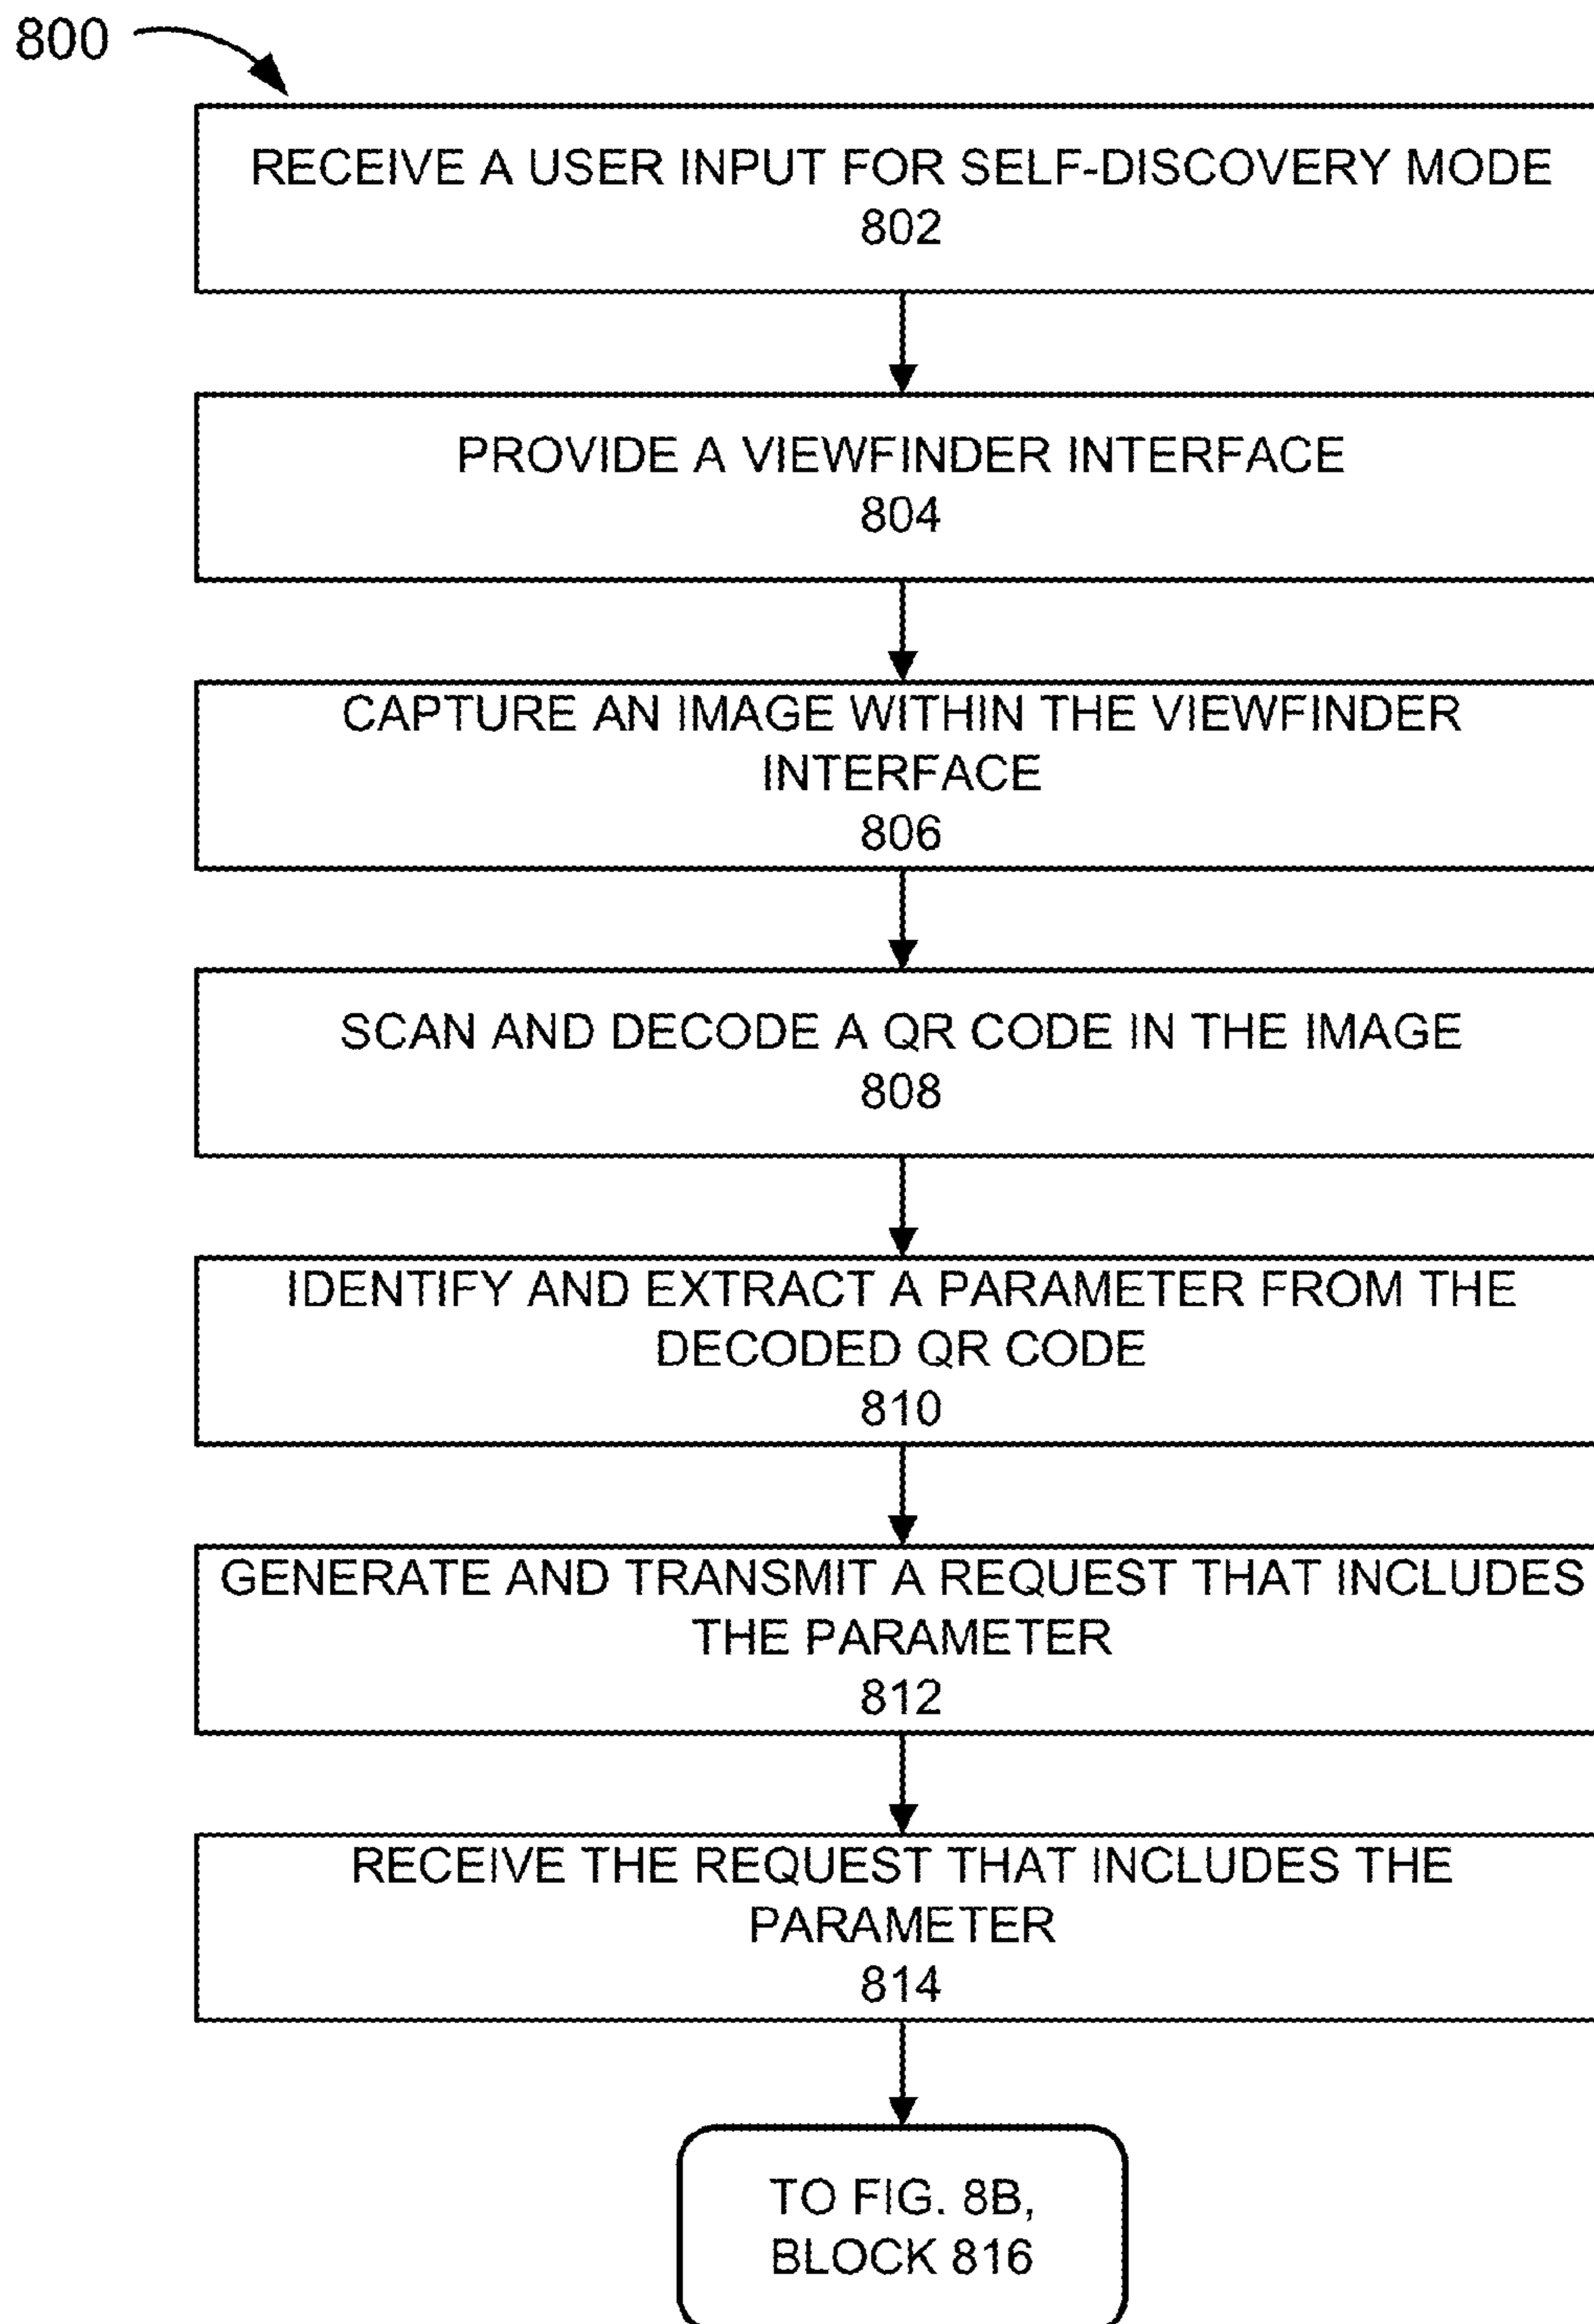 800
RECEIVE A USER INPUT FOR SELF-DISCOVERY MODE
802
PROVIDE A VIEWFINDER INTERFACE
804
CAPTURE AN IMAGE WITHIN THE VIEWFINDER
INTERFACE
806
SCAN AND DECODE A QR CODE IN THE IMAGE
808
IDENTIFY AND EXTRACT A PARAMETER FROM THE
DECODED QR CODE
810
GENERATE AND TRANSMIT A REQUEST THAT INCLUDES
THE PARAMETER
812
RECEIVE THE REQUEST THAT INCLUDES THE
PARAMETER
814
TO FIG. 8B,
BLOCK 816